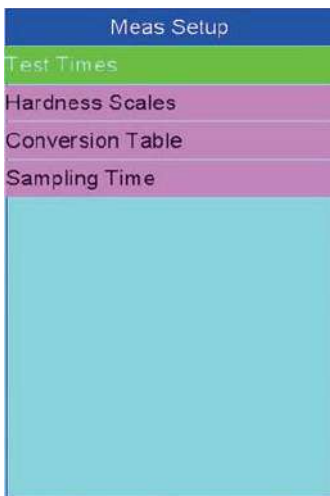 Meas Setup
Test Times
Hardness Scales
Conversion Table
Sampling Time